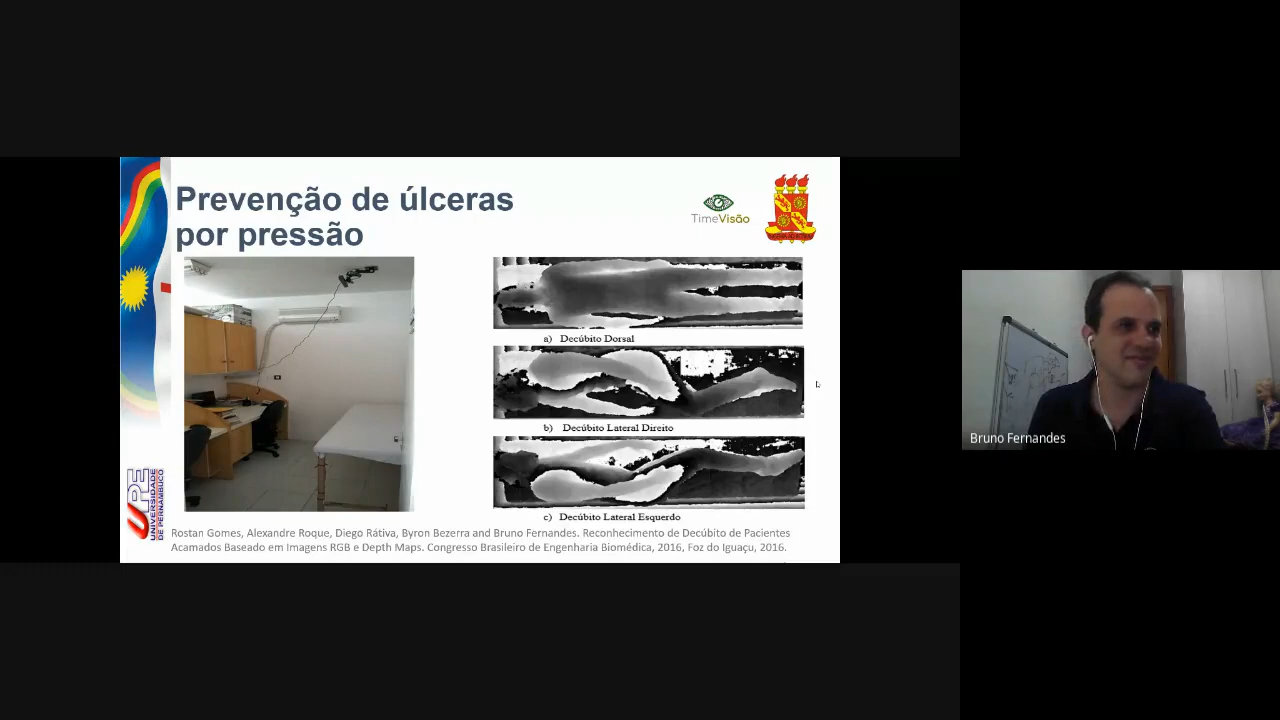 Prevenção de úlceras
por pressão
TimeVisão
a) Decúbito Dorsal
b) Decúbito Lateral Direito
c) Decúbito Lateral Esquerdo
UPE
UNIVERSIDADE
DE PERNAMBUCO
Rostan Gomes, Alexandre Roque, Diego Rátiva, Byron Bezerra and Bruno Fernandes. Reconhecimento de Decúbito de Pacientes
Acamados Baseado em Imagens RGB e Depth Maps. Congresso Brasileiro de Engenharia Biomédica, 2016, Foz do Iguaçu, 2016.
Bruno Fernandes